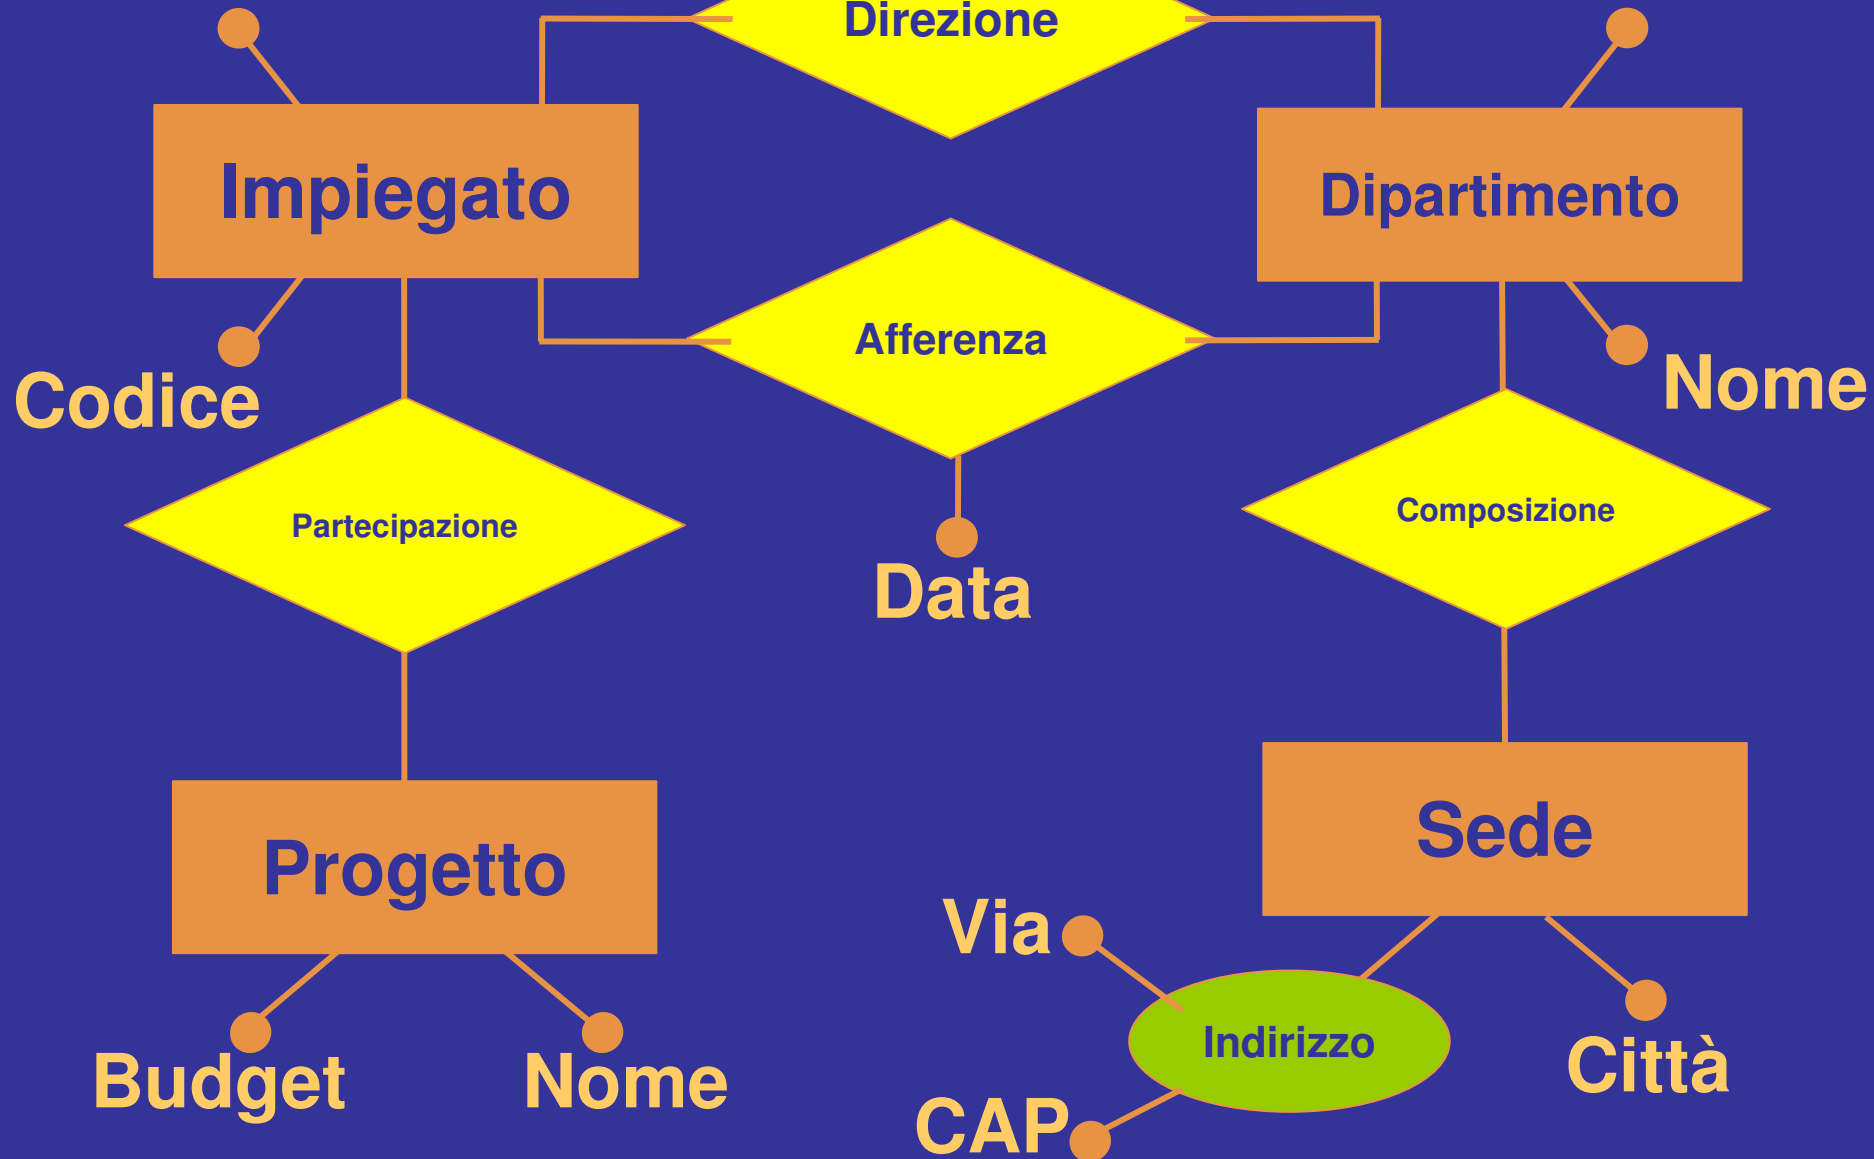 Direzione
Impiegato
Dipartimento
Afferenza
Codice
Nome
Partecipazione
Composizione
Data
Progetto
Sede
Via
Indirizzo
Budget
Nome
Città
CAP